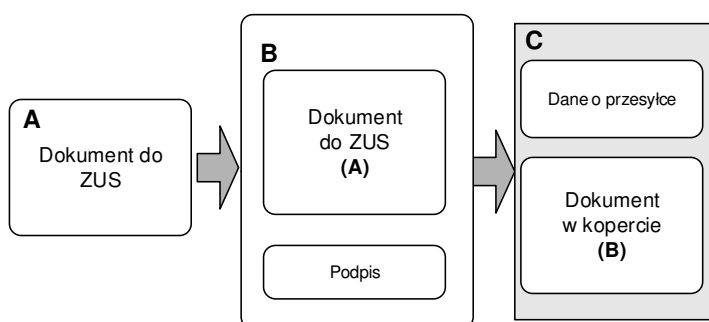 A
Dokument do
ZUS
B
Dokument
do ZUS
(A)
Podpis
C
Dane o przesyłce
Dokument
w kopercie
(B)